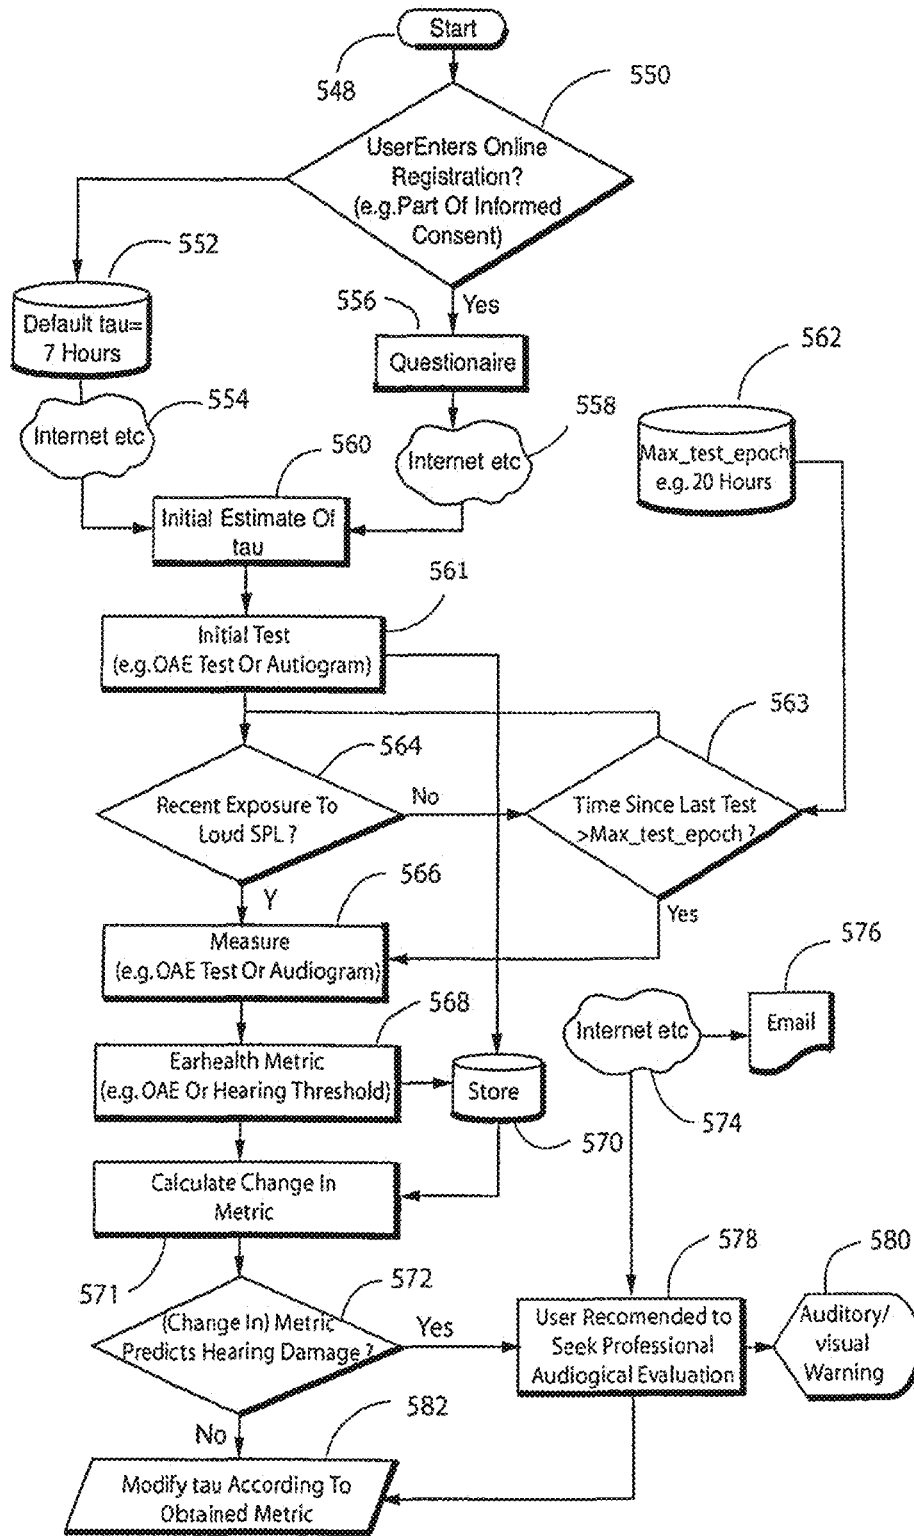 Start
548
550
UserEnters Online
Registration?
(e.g.Part Of Informed
Consent)
552
Default tau=
7 Hours
556
Yes
Questionaire
562
Max_test_epoch
e.g. 20 Hours
554
Internet etc
558
Internet etc
560
Initial Estimate Of
tau
561
Initial Test
(e.g.OAE Test Or Autiogram)
563
564
Recent Exposure To
Loud SPL ?
No
Time Since Last Test
>Max_test_epoch ?
Y
566
Yes
Measure
(e.g.OAE Test Or Audiogram)
576
568
Internet etc
Email
Earhealth Metric
(e.g.OAE Or Hearing Threshold)
Store
570
574
Calculate Change In
Metric
571
572
578
580
(Change In) Metric
Predicts Hearing Damage ?
Yes
User Recomended to
Seek Professional
Audiological Evaluation
Auditory/
visual
Warning
582
No
Modify tau According To
Obtained Metric